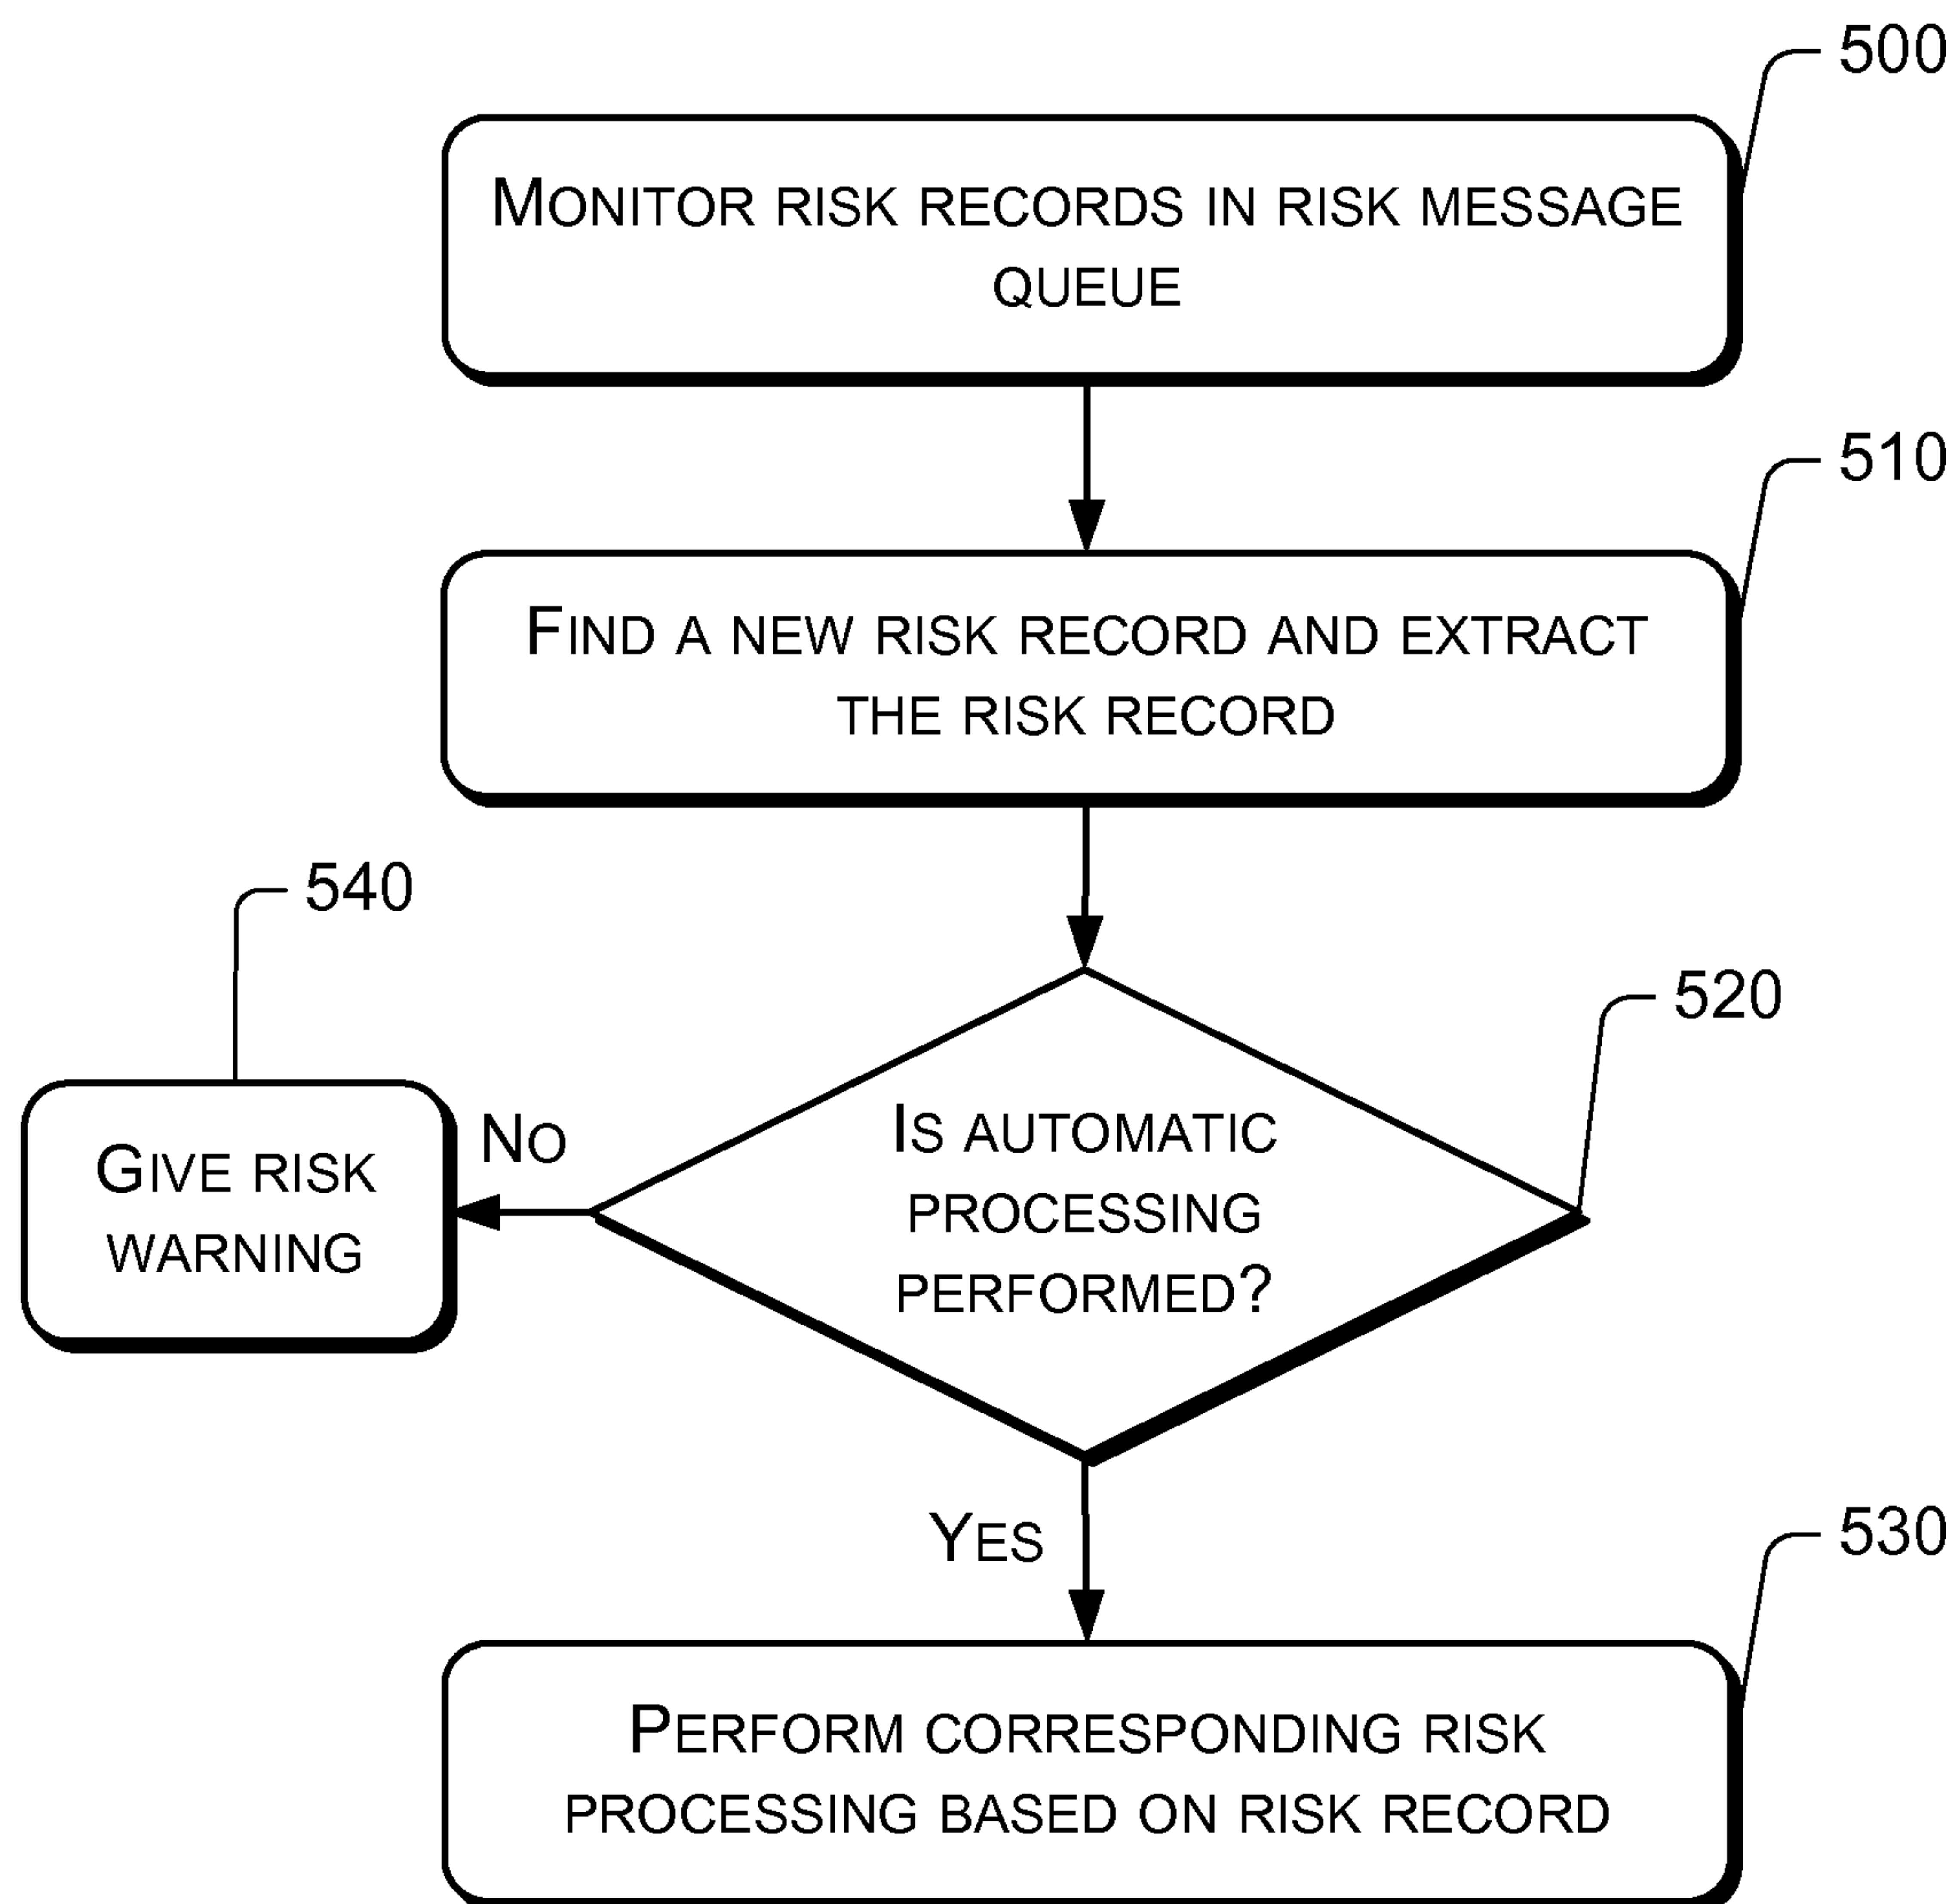 500
MONITOR RISK RECORDS IN RISK MESSAGE
QUEUE
510
FIND A NEW RISK RECORD AND EXTRACT
THE RISK RECORD
540
520
GIVE RISK
WARNING
NO
IS AUTOMATIC
PROCESSING
PERFORMED?
YES
530
PERFORM CORRESPONDING RISK
PROCESSING BASED ON RISK RECORD